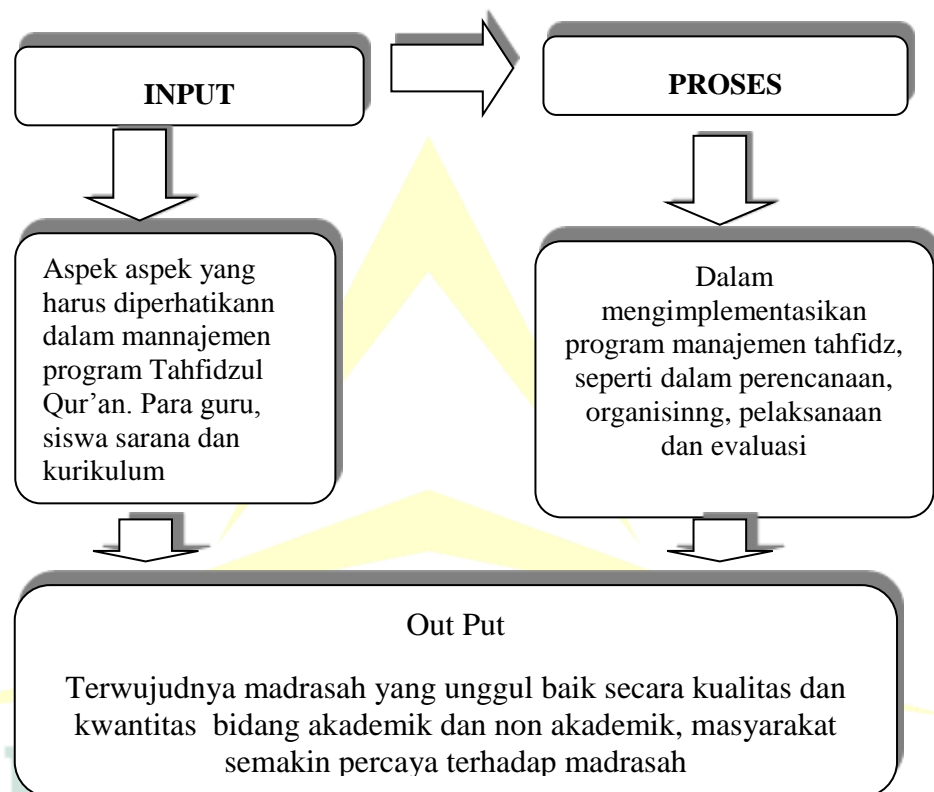 INPUT
PROSES
Aspek aspek yang
harus diperhatikann
dalam mannajemen
program Tahfidzul
Qur’an. Para guru,
siswa sarana dan
kurikulum
Dalam
mengimplementasikan
program manajemen tahfidz,
seperti dalam perencanaan,
organisinng, pelaksanaan
dan evaluasi
Out Put
Terwujudnya madrasah yang unggul baik secara kualitas dan
kwantitas bidang akademik dan non akademik, masyarakat
semakin percaya terhadap madrasah